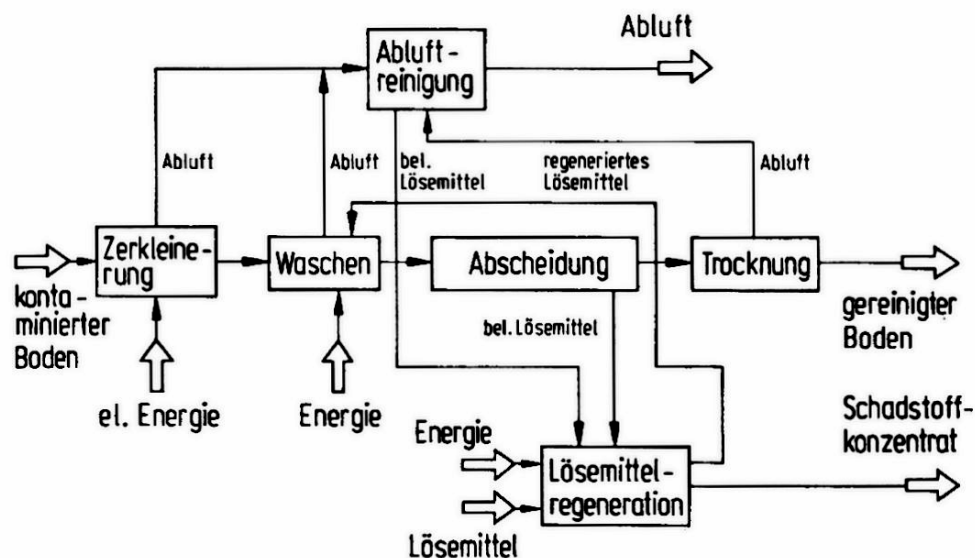 Abluft
Abluft-
reinigung
Abluft
Abluft
bel.
Lösemittel
regeneriertes
Lösemittel
Abluft
Zerkleine-
rung
Waschen
Abscheidung
Trocknung
konta-
minierter
Boden
gereinigter
Boden
bel. Lösemittel
el. Energie
Energie
Energie
Schadstoff-
konzentrat
Lösemittel-
regeneration
Lösemittel